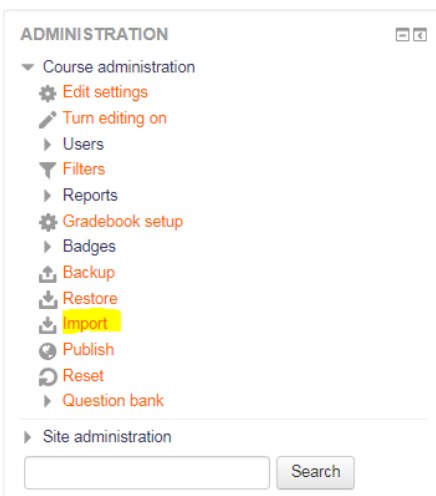 ADMINISTRATION
Course administration
Edit settings
Turn editing on
Users
Filters
Reports
Gradebook setup
Badges
Backup
Restore
Import
Publish
Reset
Question bank
Site administration
Search